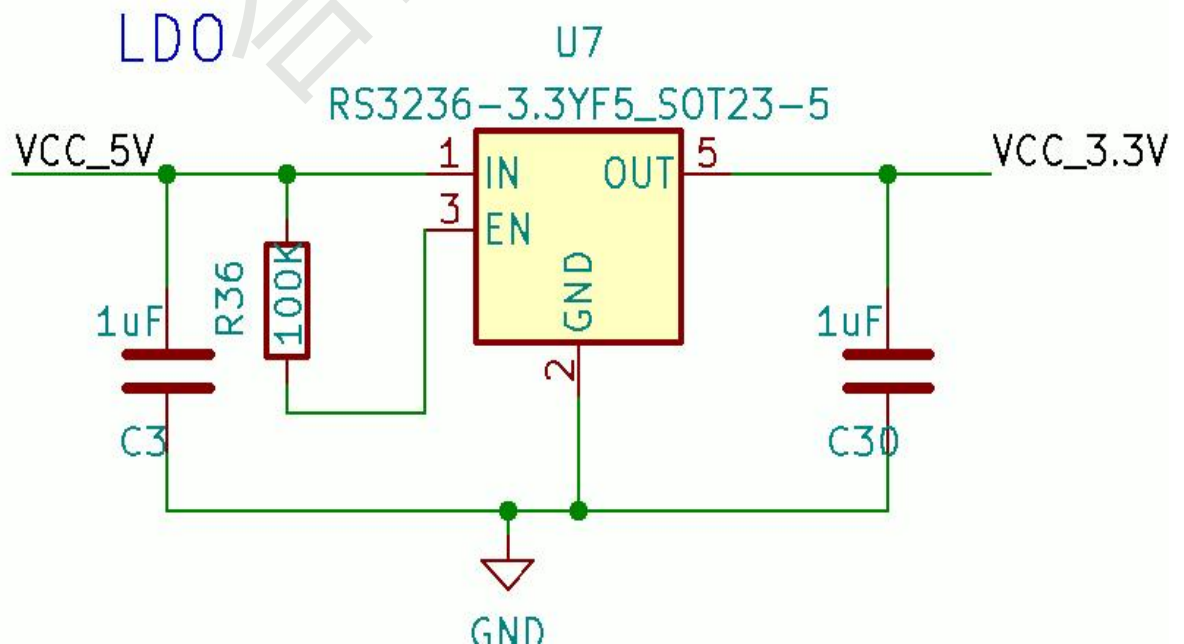 LDO
U7
RS3236-3.3YF5_SOT23-5
VCC_5V
1
IN
OUT
5
VCC_3.3V
3
EN
GND
2
R36
100K
1uF
C3
1uF
C30
GND